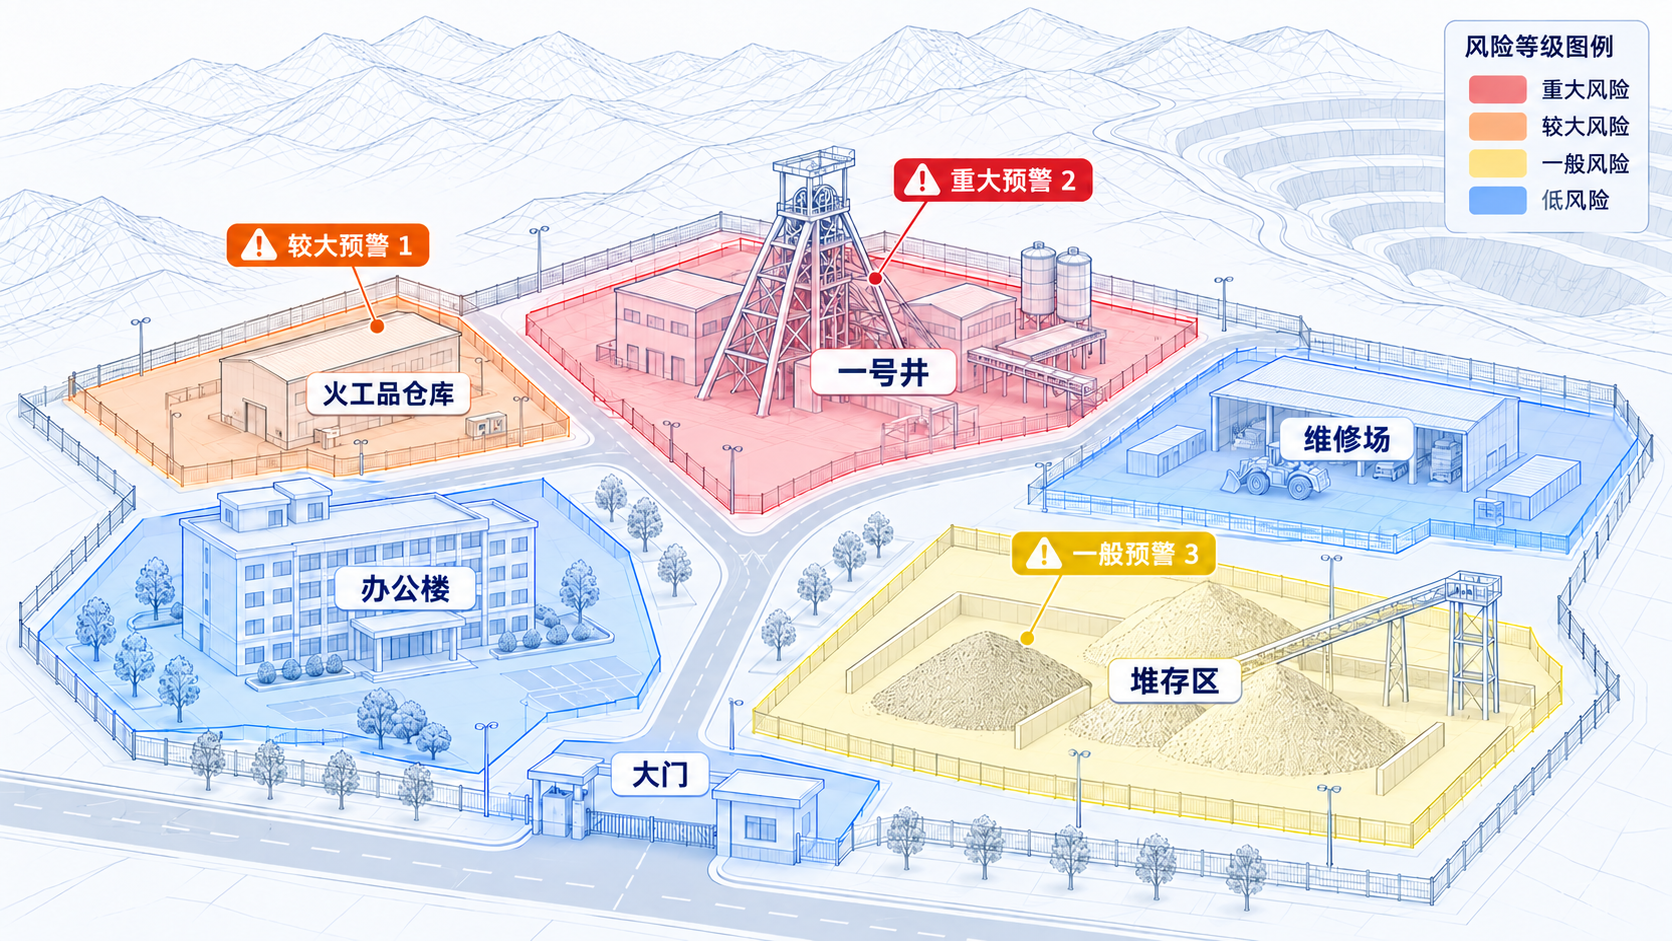 风险等级图例
重大风险
较大风险
一般风险
低风险
重大预警 2
较大预警 1
一号井
火工品仓库
维修场
一般预警 3
办公楼
堆存区
大门